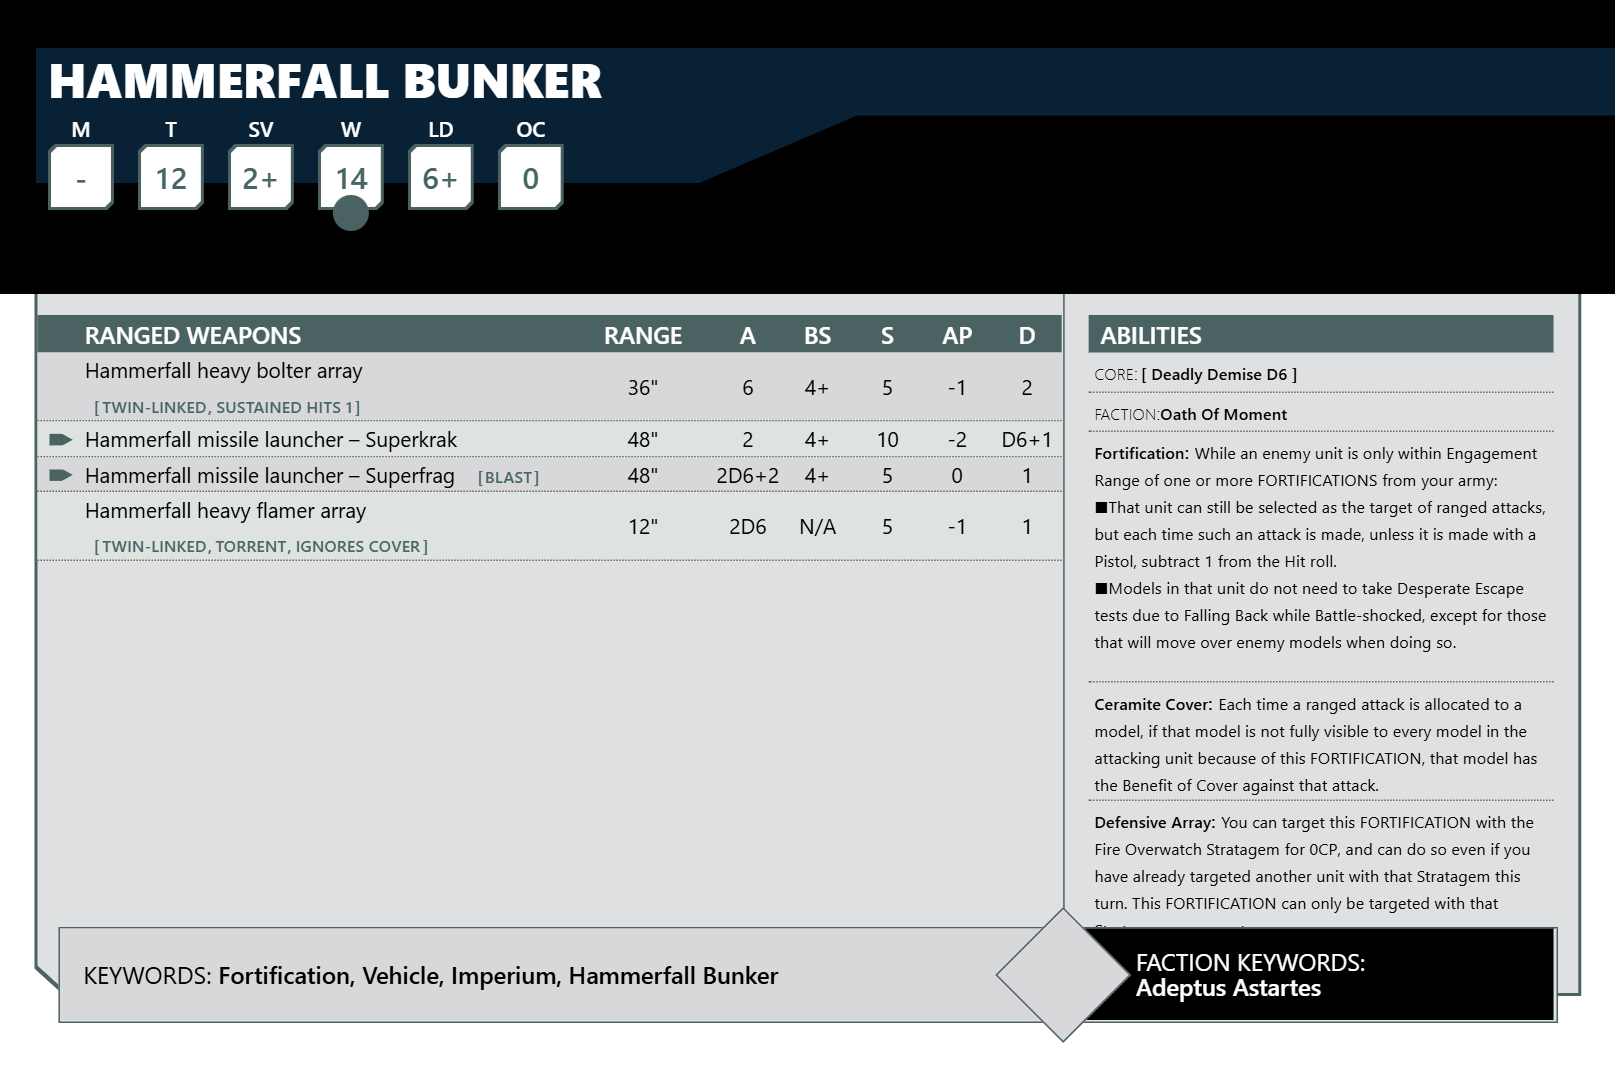 HAMMERFALL BUNKER
M T SV W LD OC
- 12 2+ 14 6+ 0
RANGED WEAPONS RANGE A BS S AP D
Hammerfall heavy bolter array
[TWIN-LINKED, SUSTAINED HITS 1] 36" 6 4+ 5 -1 2
Hammerfall missile launcher – Superkrak 48" 2 4+ 10 -2 D6+1
Hammerfall missile launcher – Superfrag [BLAST] 48" 2D6+2 4+ 5 0 1
Hammerfall heavy flamer array
[TWIN-LINKED, TORRENT, IGNORES COVER] 12" 2D6 N/A 5 -1 1
ABILITIES
CORE: [ Deadly Demise D6 ]
FACTION:Oath Of Moment
Fortification: While an enemy unit is only within Engagement
Range of one or more FORTIFICATIONS from your army:
■That unit can still be selected as the target of ranged attacks,
but each time such an attack is made, unless it is made with a
Pistol, subtract 1 from the Hit roll.
■Models in that unit do not need to take Desperate Escape
tests due to Falling Back while Battle-shocked, except for those
that will move over enemy models when doing so.
Ceramite Cover: Each time a ranged attack is allocated to a
model, if that model is not fully visible to every model in the
attacking unit because of this FORTIFICATION, that model has
the Benefit of Cover against that attack.
Defensive Array: You can target this FORTIFICATION with the
Fire Overwatch Stratagem for 0CP, and can do so even if you
have already targeted another unit with that Stratagem this
turn. This FORTIFICATION can only be targeted with that
KEYWORDS: Fortification, Vehicle, Imperium, Hammerfall Bunker
FACTION KEYWORDS:
Adeptus Astartes